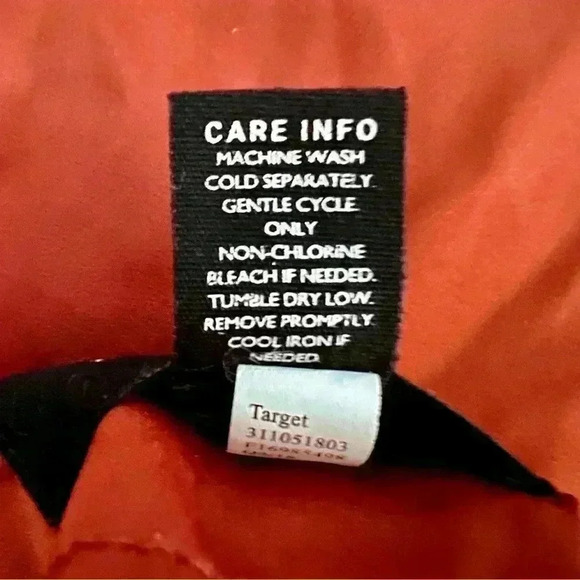 CARE INFO
MACHINE WASH
COLD SEPARATELY.
GENTLE CYCLE.
ONLY
NON-CHLORINE
BLEACH IF NEEDED.
TUMBLE DRY LOW.
REMOVE PROMPTLY.
COOL IRON IF
NEEDED.
Target
311051803